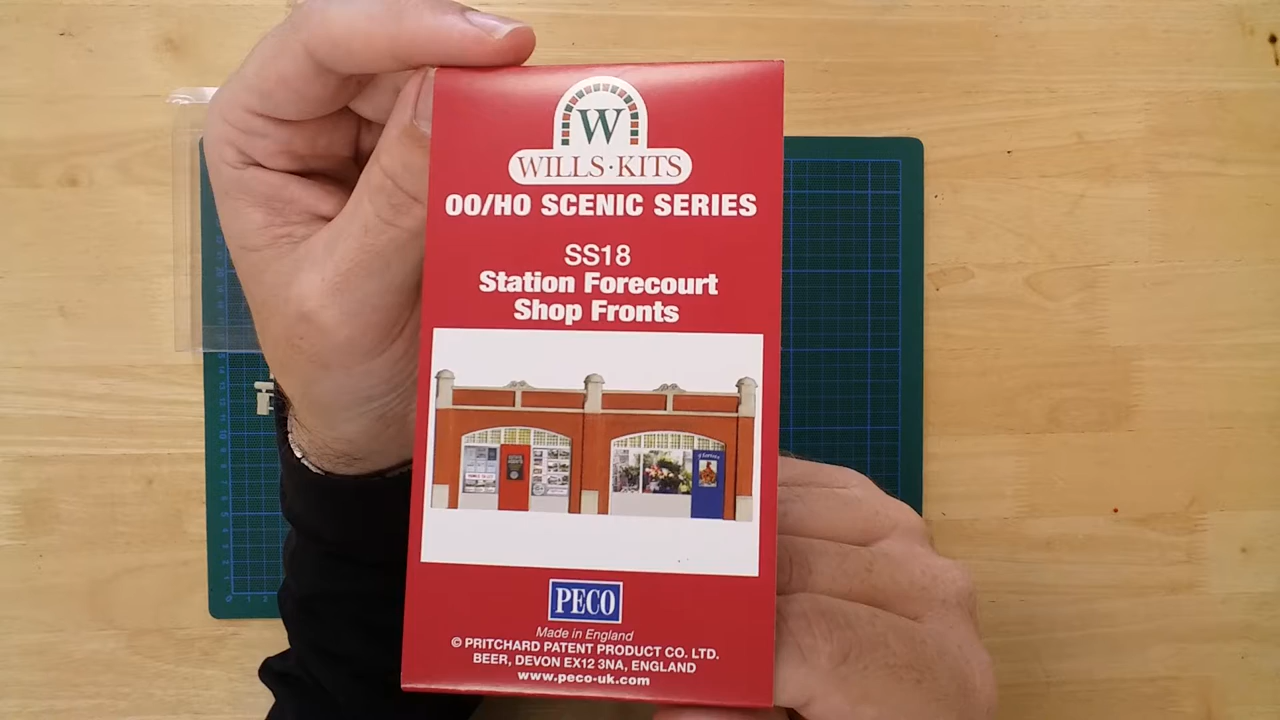 W
WILLS·KITS
OO/HO SCENIC SERIES
SS18
Station Forecourt
Shop Fronts
PECO
Made in England
© PRITCHARD PATENT PRODUCT CO. LTD.
BEER, DEVON EX12 3NA, ENGLAND
www.peco-uk.com